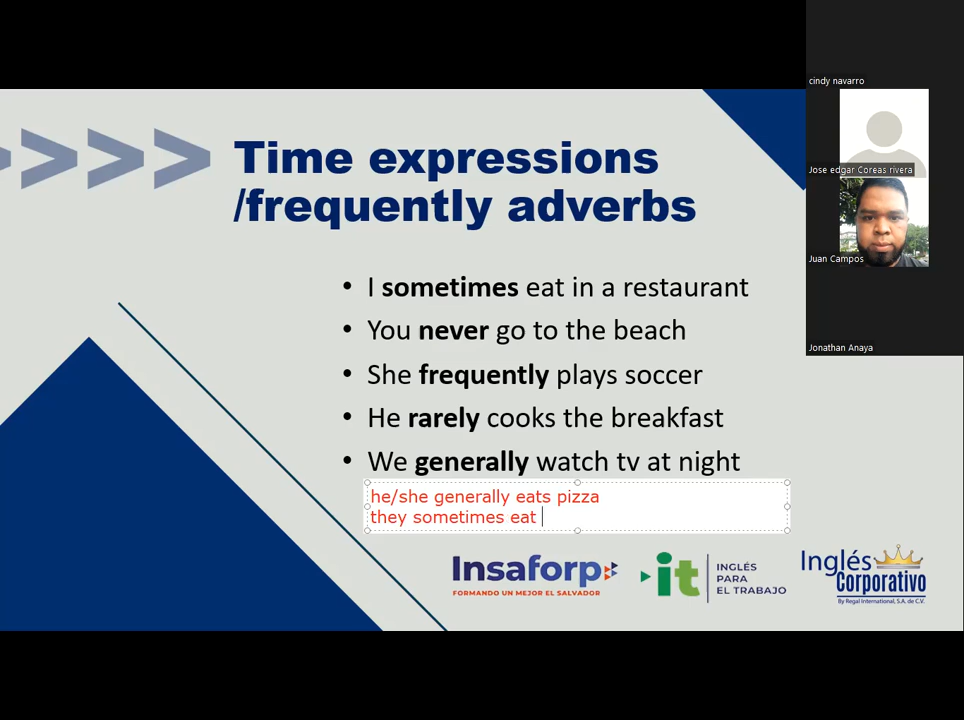 cindy navarro
Jose edgar Coreas rivera
Juan Campos
Jonathan Anaya
Time expressions
/frequently adverbs
• I sometimes eat in a restaurant
• You never go to the beach
• She frequently plays soccer
• He rarely cooks the breakfast
• We generally watch tv at night
he/she generally eats pizza
they sometimes eat
Insaforp
FORMANDO UN MEJOR EL SALVADOR
it
INGLÉS
PARA
EL TRABAJO
Inglés
Corporativo
By Regal International, S.A. de C.V.